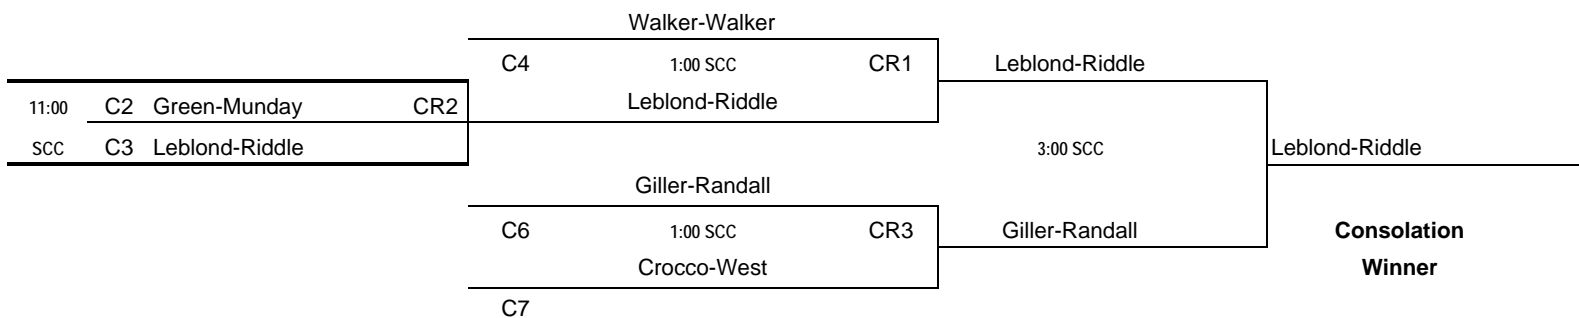 Walker-Walker
C4 1:00 SCC CR1 Leblond-Riddle
11:00 C2 Green-Munday CR2 Leblond-Riddle
SCC C3 Leblond-Riddle 3:00 SCC Leblond-Riddle
Giller-Randall
C6 1:00 SCC CR3 Giller-Randall Consolation
Crocco-West Winner
C7